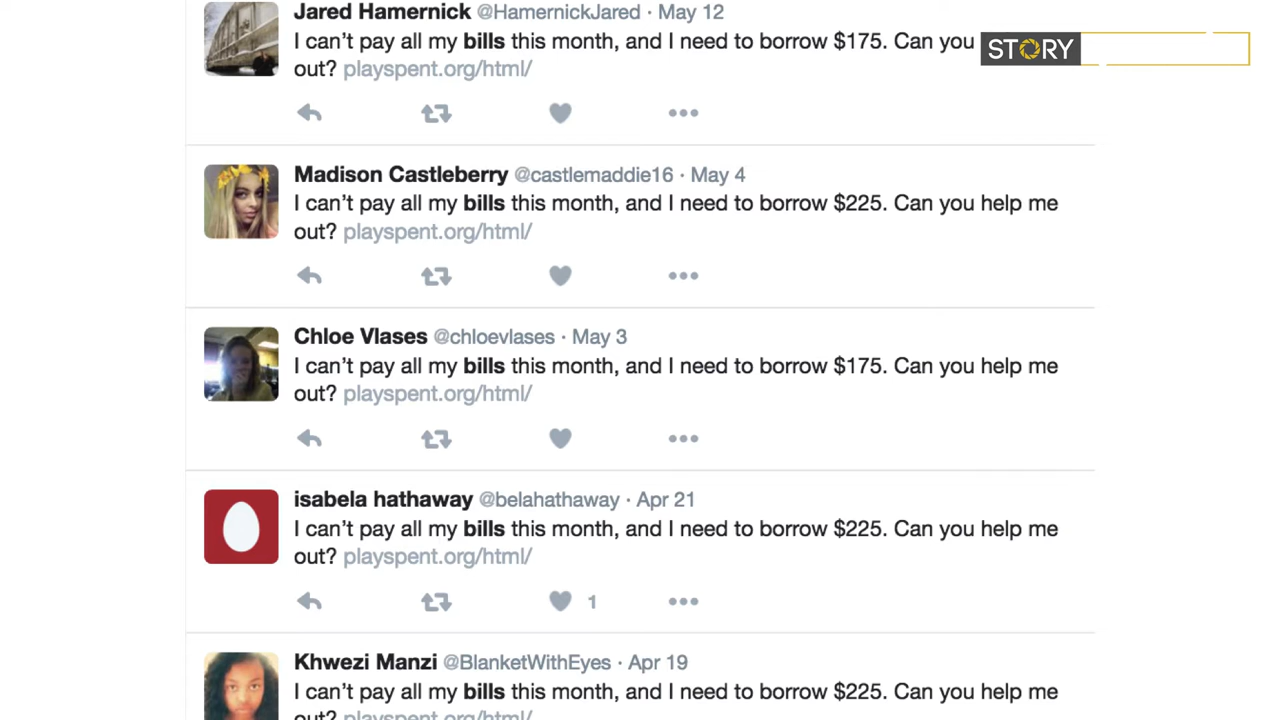 Jared Hamernick @HamernickJared · May 12
I can't pay all my bills this month, and I need to borrow $175. Can you
STORY
out? playspent.org/html/
Madison Castleberry @castlemaddie16 · May 4
I can't pay all my bills this month, and I need to borrow $225. Can you help me
out? playspent.org/html/
Chloe Vlases @chloevlases · May 3
I can't pay all my bills this month, and I need to borrow $175. Can you help me
out? playspent.org/html/
isabela hathaway @belahathaway · Apr 21
I can't pay all my bills this month, and I need to borrow $225. Can you help me
out? playspent.org/html/
1
Khwezi Manzi @BlanketWithEyes · Apr 19
I can't pay all my bills this month, and I need to borrow $225. Can you help me
out? playspent.org/html/